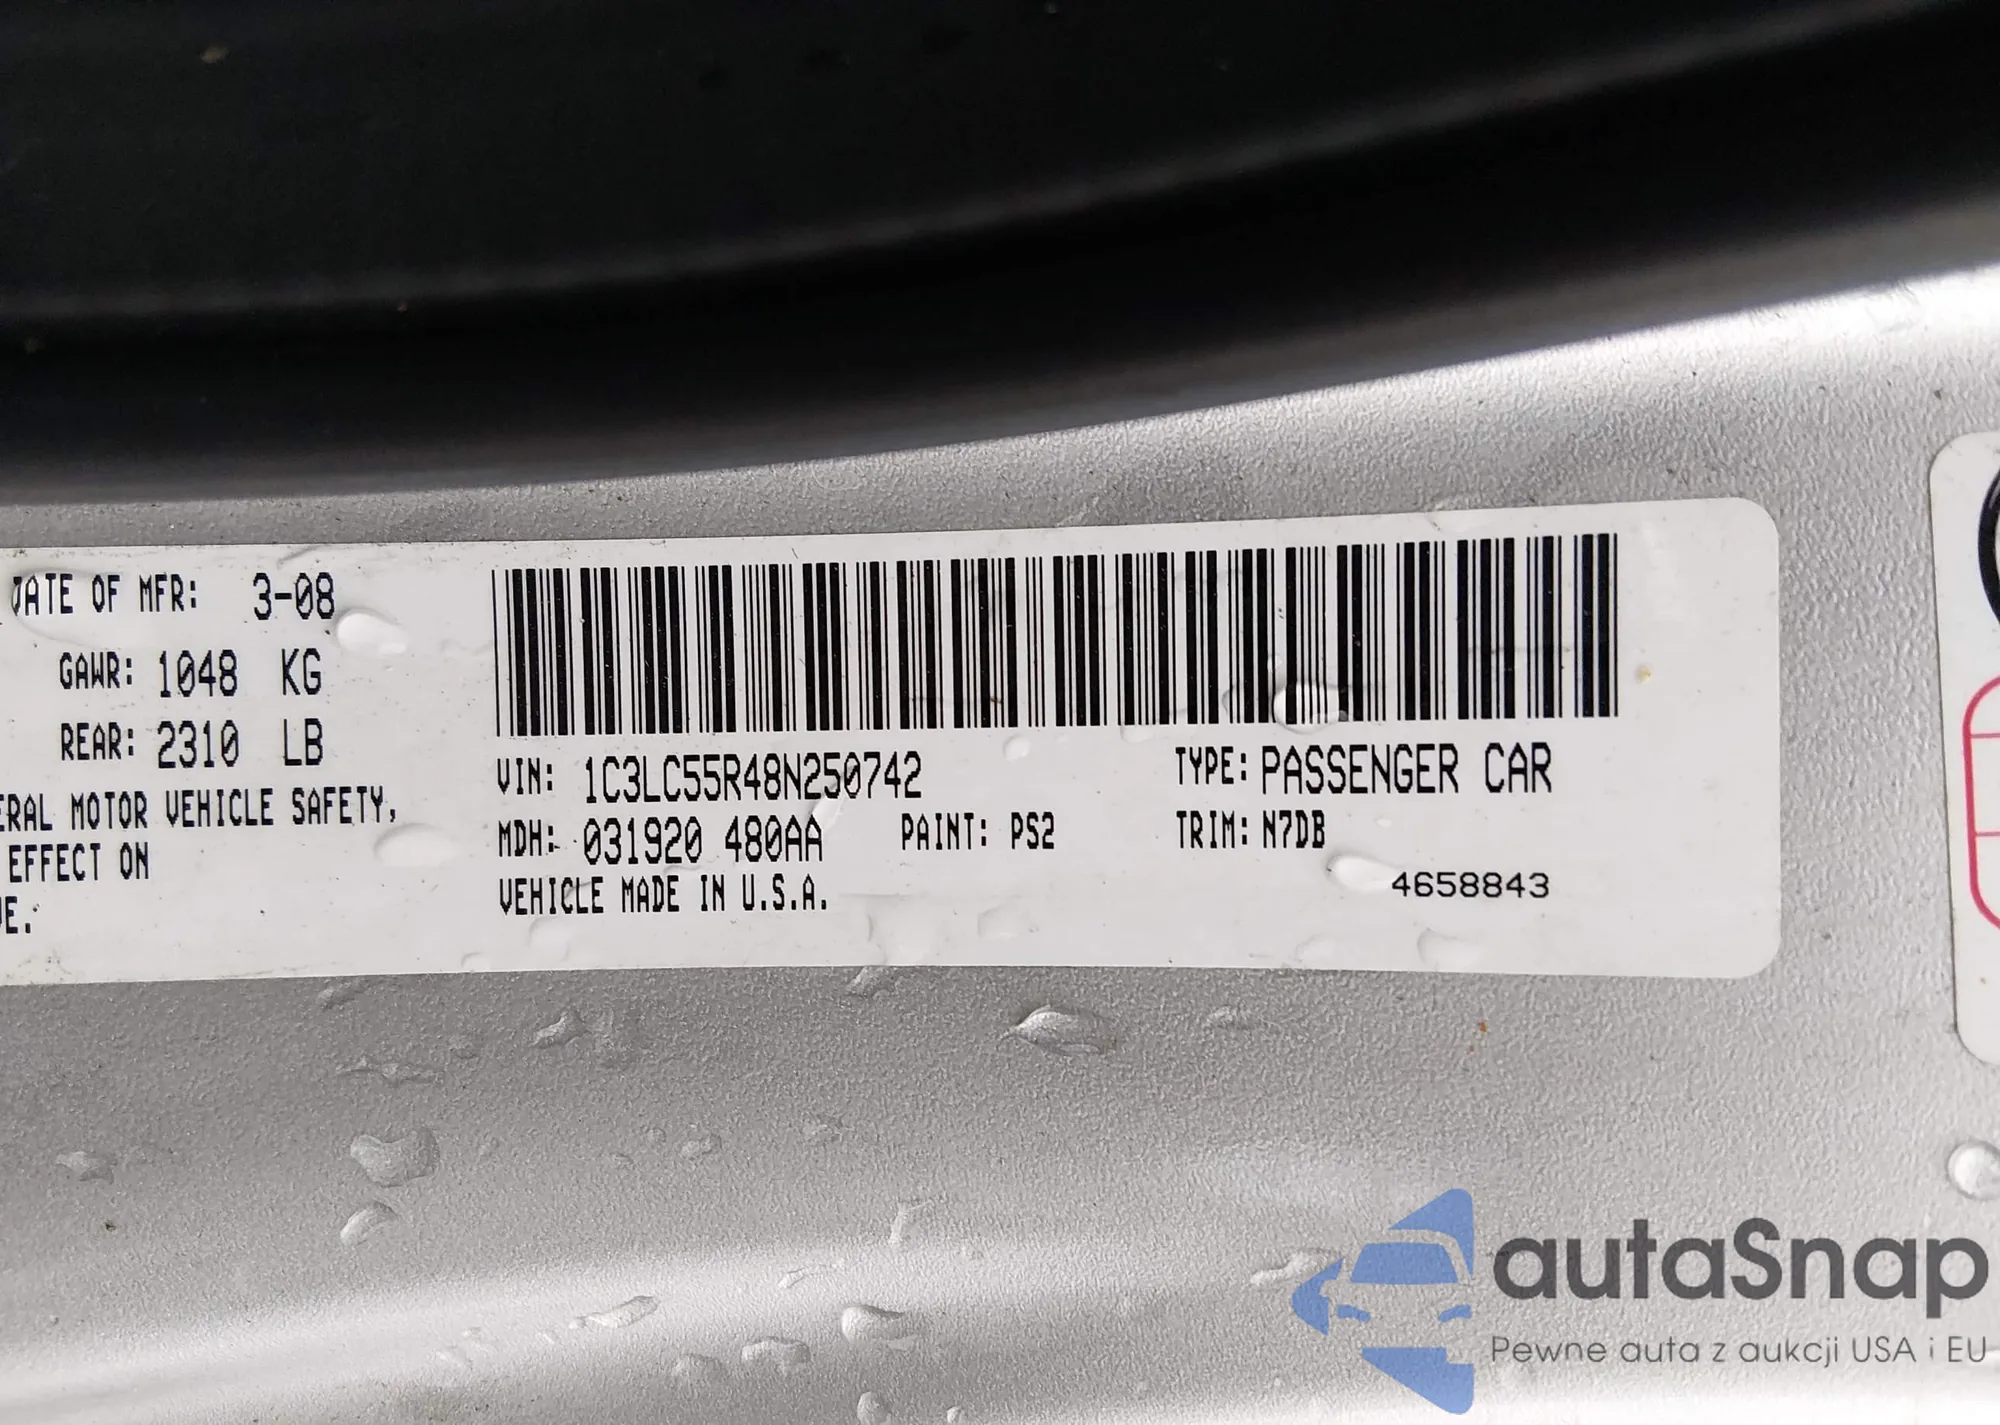 DATE OF MFR: 3-08
GAWR: 1048 KG
REAR: 2310 LB
ERAL MOTOR VEHICLE SAFETY,
EFFECT ON
VIN: 1C3LC55R48N250742
TYPE: PASSENGER CAR
MDH: 031920 480AA
PAINT: PS2
TRIM: N7DB
VEHICLE MADE IN U.S.A.
4658843
autaSnap
Pewne auta z aukcji USA i EU